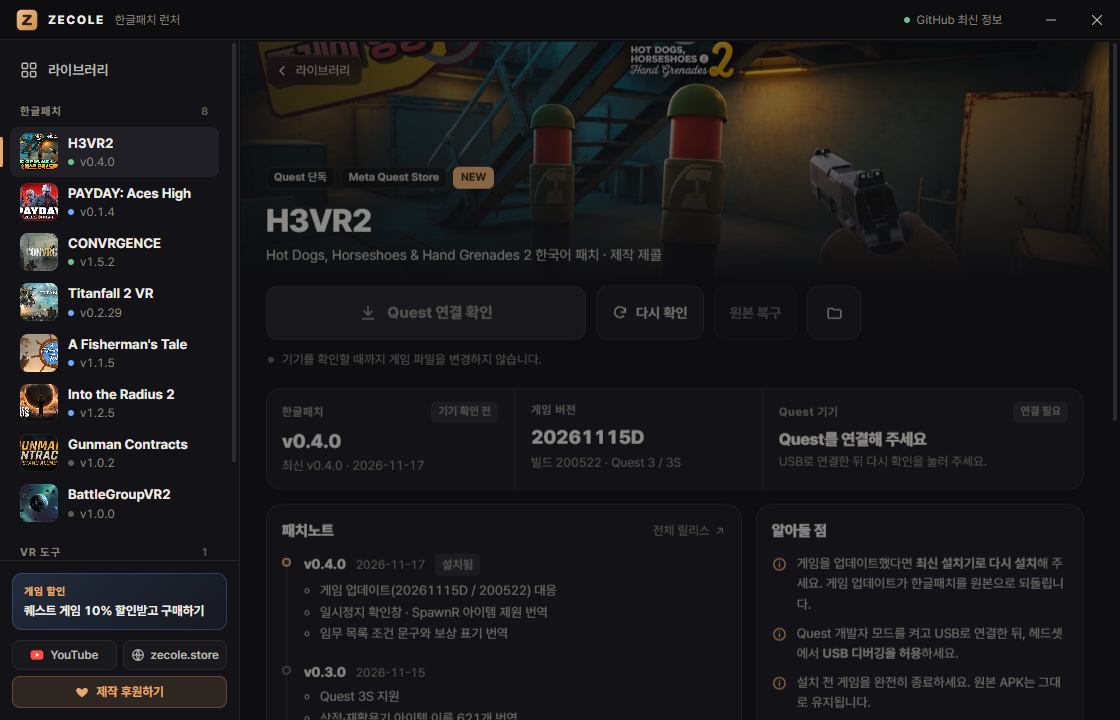 Z ZECOLE 한글패치 런처
GitHub 최신 정보
라이브러리
한글패치 8
H3VR2
v0.4.0
PAYDAY: Aces High
v0.1.4
CONVRGENCE
v1.5.2
Titanfall 2 VR
v0.2.29
A Fisherman's Tale
v1.1.5
Into the Radius 2
v1.2.5
Gunman Contracts
v1.0.2
BattleGroupVR2
v1.0.0
VR 도구 1
게임 할인
퀘스트 게임 10% 할인받고 구매하기
YouTube
zecole.store
제작 후원하기
라이브러리
HOT DOGS,
HORSESHOES &
Hand Grenades 2
Quest 단독
Meta Quest Store
NEW
H3VR2
Hot Dogs, Horseshoes & Hand Grenades 2 한국어 패치 · 제작 제콜
Quest 연결 확인
다시 확인
원본 복구
기기를 확인할 때까지 게임 파일을 변경하지 않습니다.
한글패치 기기 확인 전
v0.4.0
최신 v0.4.0 · 2026-11-17
게임 버전
20261115D
빌드 200522 · Quest 3 / 3S
Quest 기기 연결 필요
Quest를 연결해 주세요
USB로 연결한 뒤 다시 확인을 눌러 주세요.
패치노트 전체 릴리스
v0.4.0 2026-11-17 설치됨
게임 업데이트(20261115D / 200522) 대응
일시정지 확인창 · SpawnR 아이템 제원 번역
임무 목록 조건 문구와 보상 표기 번역
v0.3.0 2026-11-15
Quest 3S 지원
상점·재활용기 아이템 이름 621개 번역
알아둘 점
게임을 업데이트했다면 최신 설치기로 다시 설치해 주
세요. 게임 업데이트가 한글패치를 원본으로 되돌립니
다.
Quest 개발자 모드를 켜고 USB로 연결한 뒤, 헤드셋
에서 USB 디버깅을 허용하세요.
설치 전 게임을 완전히 종료하세요. 원본 APK는 그대
로 유지됩니다.